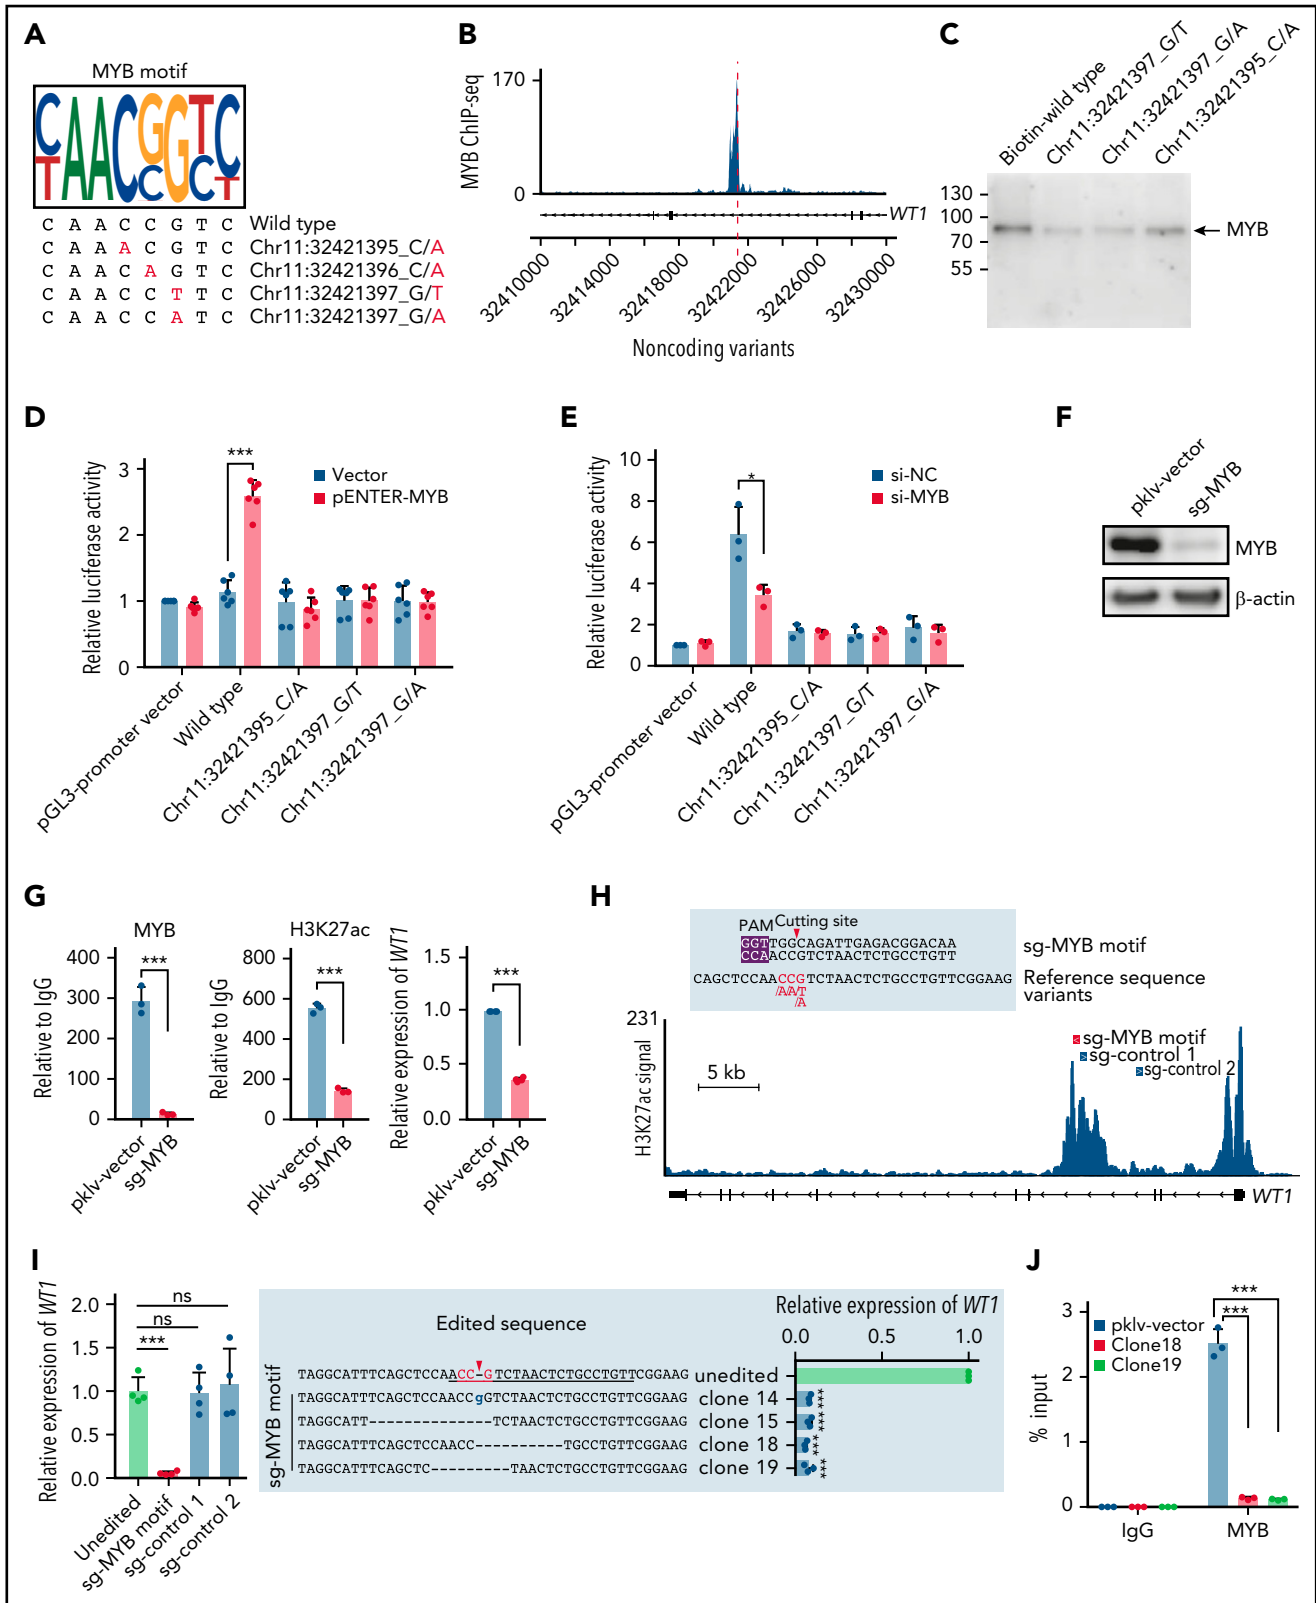 A
MYB motif
CAACGGTC
TCCT
C A A C C G T C Wild type
C A A A C G T C Chr11:32421395_C/A
C A A C A G T C Chr11:32421396_C/A
C A A C C T T C Chr11:32421397_G/T
C A A C C A T C Chr11:32421397_G/A
B
MYB ChIP-seq
170
0
WT1
32410000
32414000
32418000
32422000
32426000
32430000
Noncoding variants
C
Biotin-wild type
Chr11:32421397_G/T
Chr11:32421397_G/A
Chr11:32421395_C/A
130
100
70
55
MYB
D
Relative luciferase activity
3
2
1
0
***
Vector
pENTER-MYB
pGL3-promoter vector
Wild type
Chr11:32421395_C/A
Chr11:32421397_G/T
Chr11:32421397_G/A
E
Relative luciferase activity
10
8
6
4
2
0
*
si-NC
si-MYB
pGL3-promoter vector
Wild type
Chr11:32421395_C/A
Chr11:32421397_G/T
Chr11:32421397_G/A
F
pklv-vector
sg-MYB
MYB
β-actin
G
MYB
Relative to IgG
400
300
200
100
0
***
pklv-vector
sg-MYB
H3K27ac
Relative to IgG
800
600
400
200
0
***
pklv-vector
sg-MYB
Relative expression of WT1
1.5
1.0
0.5
0.0
***
pklv-vector
sg-MYB
H
PAM Cutting site
GGTTGGCAGATTGAGACGGACAA
CCAACCGTCTAACTCTGCCTGTT
sg-MYB motif
CAGCTCCAACCGTCTAACTCTGCCTGTTCGGAAG
Reference sequence
/A/A/T
/A
variants
231
H3K27ac signal
5 kb
sg-MYB motif
sg-control 1
sg-control 2
WT1
I
Relative expression of WT1
2.0
1.5
1.0
0.5
0.0
ns
ns
***
Unedited
sg-MYB motif
sg-control 1
sg-control 2
Edited sequence
Relative expression of WT1
0.0 0.5 1.0
sg-MYB motif
TAGGCATTTCAGCTCCAACC-GTCTAACTCTGCCTGTTCGGAAG unedited
TAGGCATTTCAGCTCCAACCgGTCTAACTCTGCCTGTTCGGAAG clone 14
***
TAGGCATT--------------TCTAACTCTGCCTGTTCGGAAG clone 15
***
TAGGCATTTCAGCTCCAACC----------TGCCTGTTCGGAAG clone 18
***
TAGGCATTTCAGCTC---------TAACTCTGCCTGTTCGGAAG clone 19
***
J
% input
3
2
1
0
pklv-vector
Clone18
Clone19
***
***
IgG
MYB